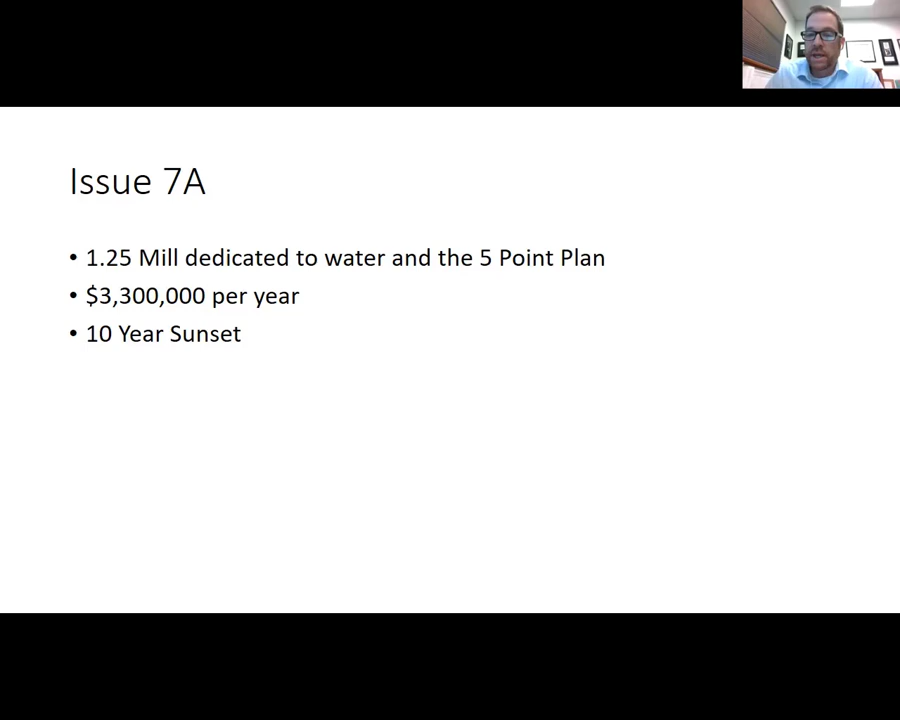 Issue 7A
• 1.25 Mill dedicated to water and the 5 Point Plan
• $3,300,000 per year
• 10 Year Sunset